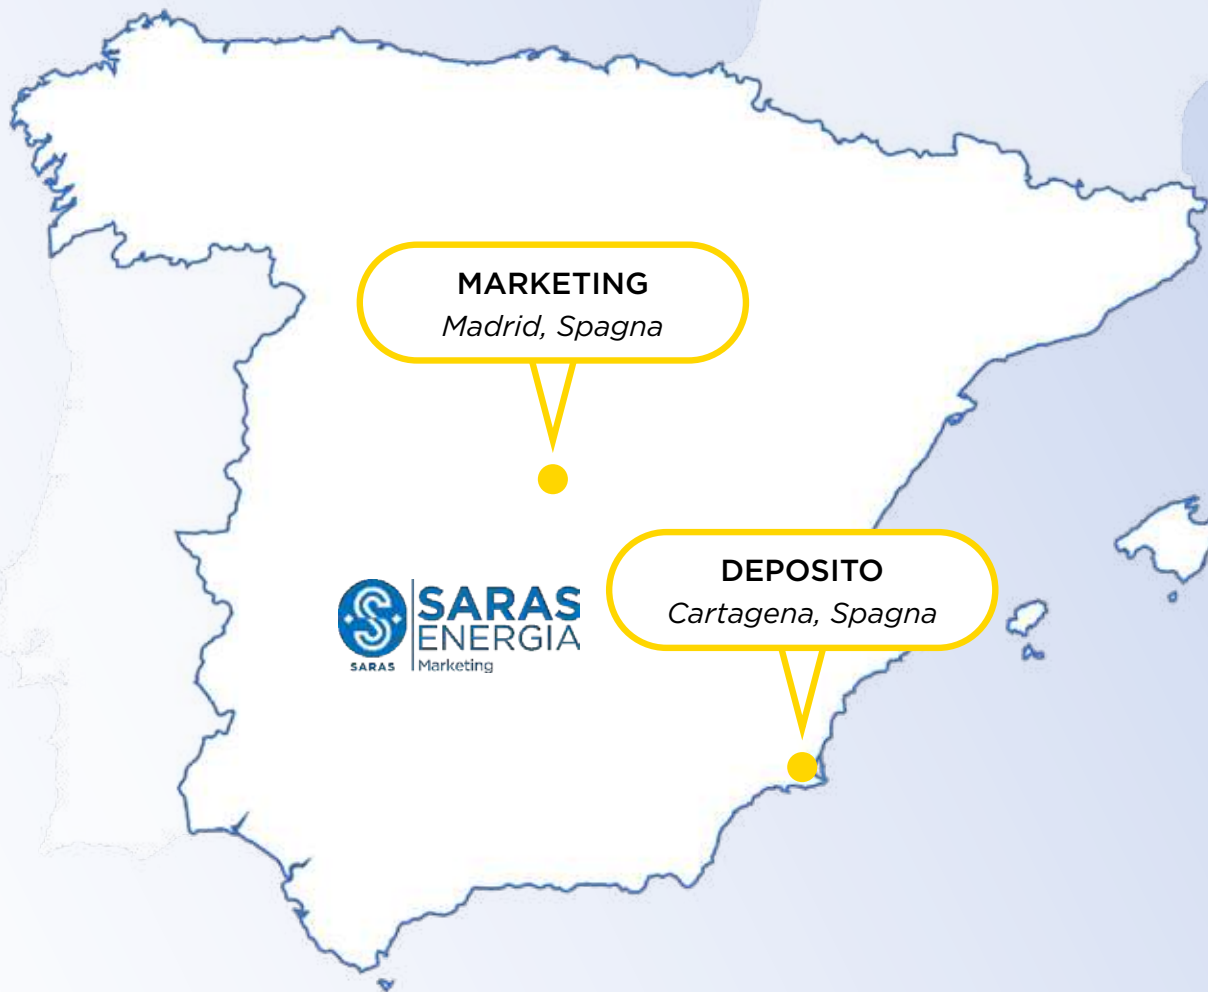 MARKETING
Madrid, Spagna
DEPOSITO
Cartagena, Spagna
SARAS
ENERGIA
Marketing
SARAS